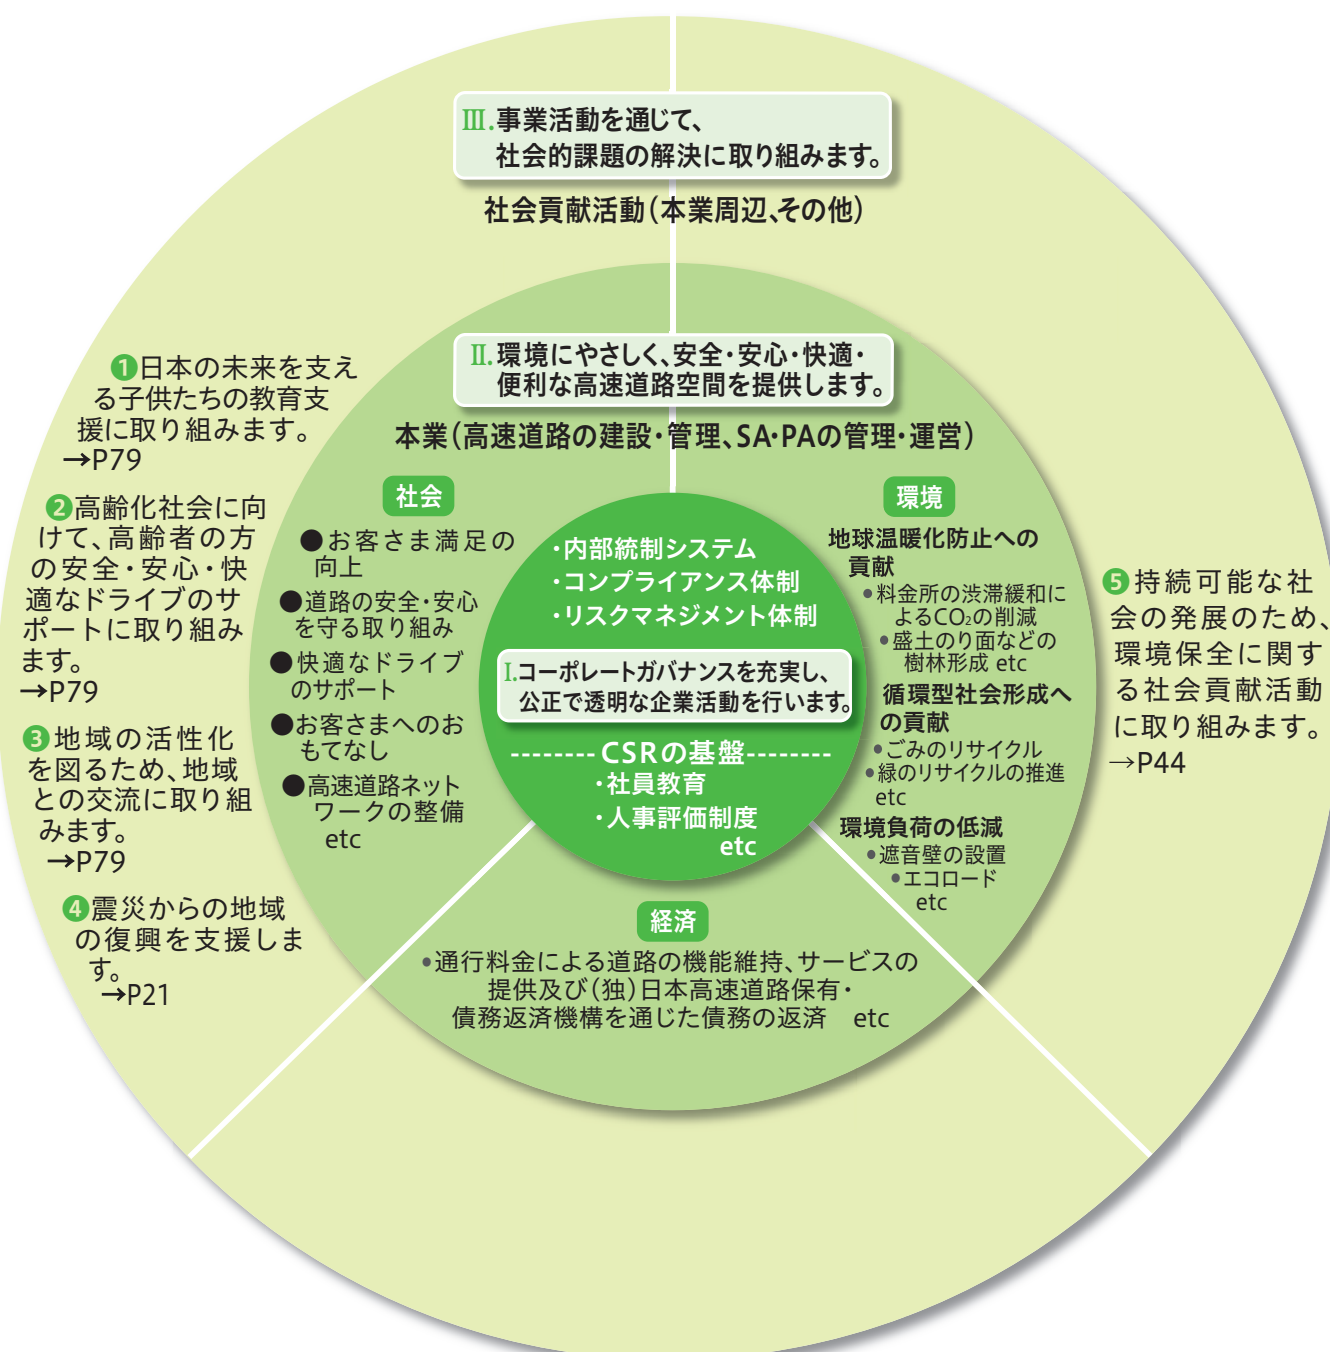 Ⅲ.事業活動を通じて、
社会的課題の解決に取り組みます。
社会貢献活動（本業周辺、その他）
Ⅱ.環境にやさしく、安全・安心・快適・
便利な高速道路空間を提供します。
本業（高速道路の建設・管理、SA・PAの管理・運営）
❶日本の未来を支え
る子供たちの教育支
援に取り組みます。
→P79
❷高齢化社会に向
けて、高齢者の方
の安全・安心・快
適なドライブのサ
ポートに取り組み
ます。
→P79
❸地域の活性化
を図るため、地域
との交流に取り組
みます。
→P79
❹震災からの地域
の復興を支援しま
す。
→P21
社会
●お客さま満足の
向上
●道路の安全・安心
を守る取り組み
●快適なドライブ
のサポート
●お客さまへのお
もてなし
●高速道路ネット
ワークの整備
etc
・内部統制システム
・コンプライアンス体制
・リスクマネジメント体制
Ⅰ.コーポレートガバナンスを充実し、
公正で透明な企業活動を行います。
-------- CSRの基盤--------
・社員教育
・人事評価制度
etc
環境
地球温暖化防止への
貢献
●料金所の渋滞緩和に
よるCO₂の削減
●盛土のり面などの
樹林形成 etc
循環型社会形成へ
の貢献
●ごみのリサイクル
●緑のリサイクルの推進
etc
環境負荷の低減
●遮音壁の設置
●エコロード
etc
経済
●通行料金による道路の機能維持、サービスの
提供及び（独）日本高速道路保有・
債務返済機構を通じた債務の返済　etc
❺持続可能な社
会の発展のため、
環境保全に関す
る社会貢献活動
に取り組みます。
→P44